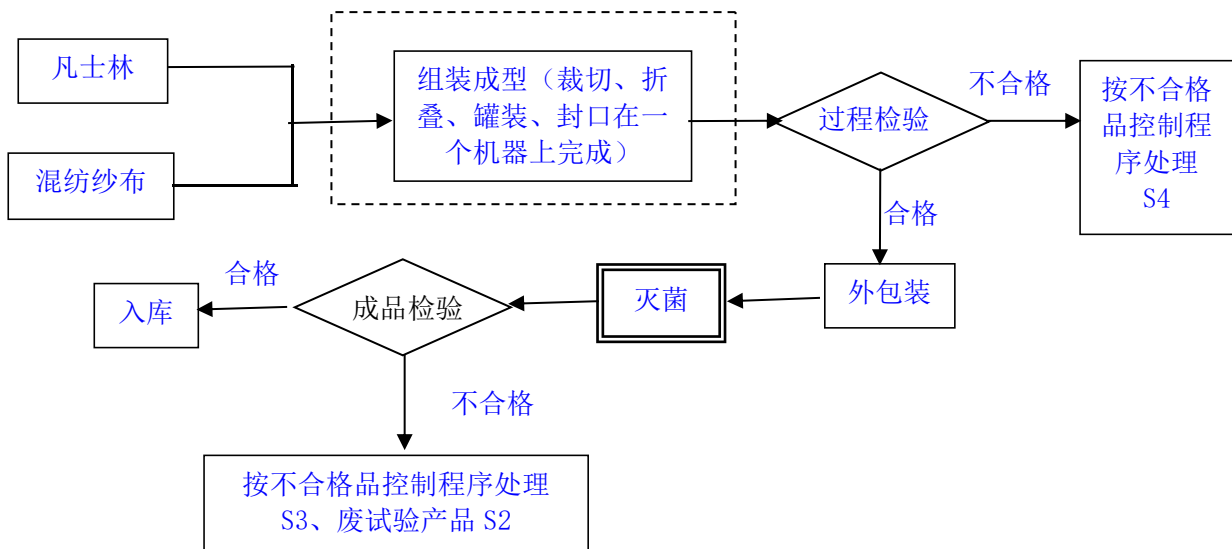 凡士林
混纺纱布
组装成型（裁切、折
叠、罐装、封口在一
个机器上完成）
过程检验
不合格
按不合格
品控制程
序处理
S4
合格
外包装
灭菌
成品检验
合格
入库
不合格
按不合格品控制程序处理
S3、废试验产品 S2